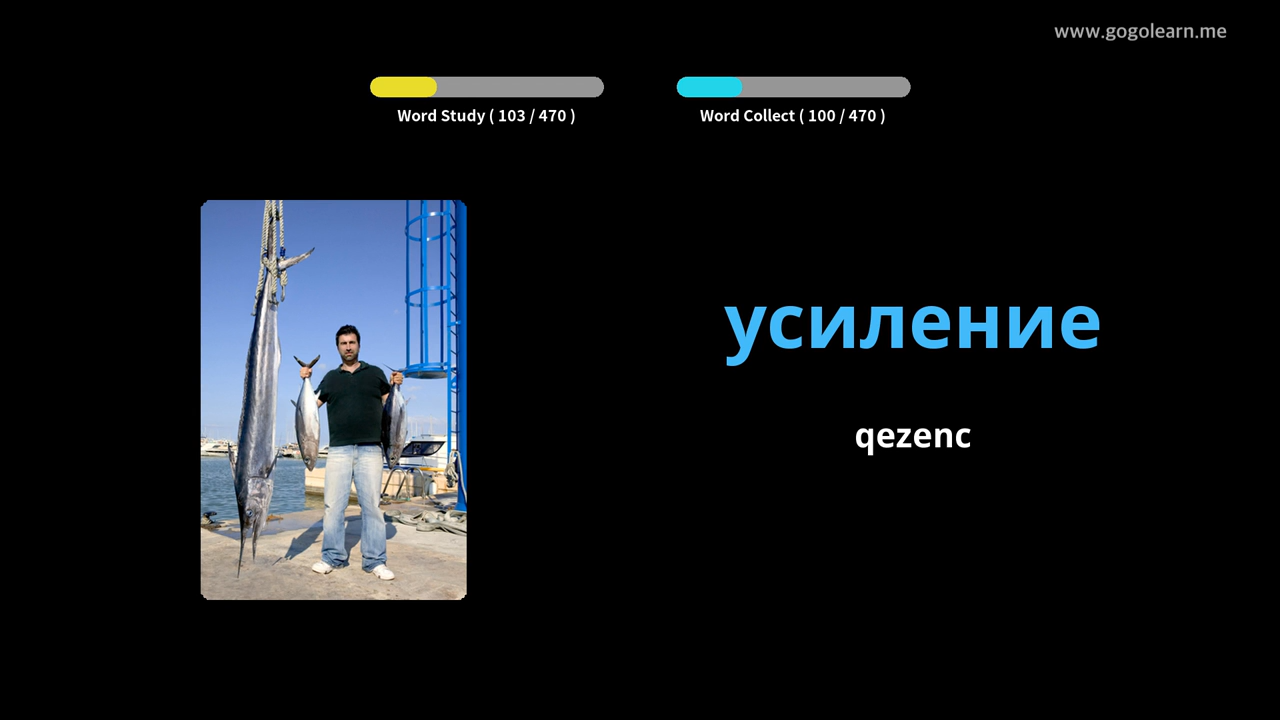 www.gogolearn.me
Word Study ( 103 / 470 )
Word Collect ( 100 / 470 )
усиление
qezenc